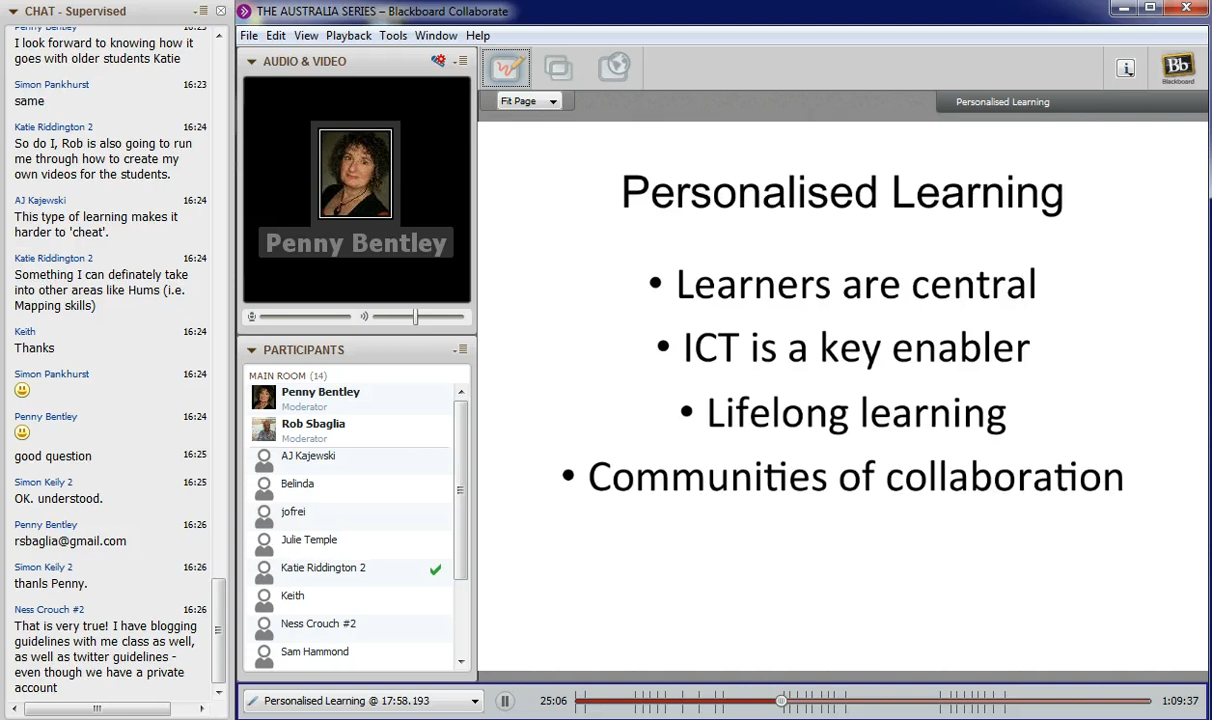 CHAT - Supervised
Penny Bentley 16:23
I look forward to knowing how it
goes with older students Katie
Simon Pankhurst 16:23
same
Katie Riddington 2 16:24
So do I, Rob is also going to run
me through how to create my
own videos for the students.
AJ Kajewski 16:24
This type of learning makes it
harder to 'cheat'.
Katie Riddington 2 16:24
Something I can definately take
into other areas like Hums (i.e.
Mapping skills)
Keith 16:24
Thanks
Simon Pankhurst 16:24
Penny Bentley 16:24
good question 16:25
Simon Keily 2 16:25
OK. understood.
Penny Bentley 16:26
rsbaglia@gmail.com
Simon Keily 2 16:26
thanls Penny.
Ness Crouch #2 16:26
That is very true! I have blogging
guidelines with me class as well,
as well as twitter guidelines -
even though we have a private
account
THE AUSTRALIA SERIES – Blackboard Collaborate
File Edit View Playback Tools Window Help
AUDIO & VIDEO
Penny Bentley
PARTICIPANTS
MAIN ROOM (14)
Penny Bentley
Moderator
Rob Sbaglia
Moderator
AJ Kajewski
Belinda
jofrei
Julie Temple
Katie Riddington 2
Keith
Ness Crouch #2
Sam Hammond
Bb
Blackboard
Fit Page
Personalised Learning
Personalised Learning
• Learners are central
• ICT is a key enabler
• Lifelong learning
• Communities of collaboration
Personalised Learning @ 17:58.193
25:06
1:09:37